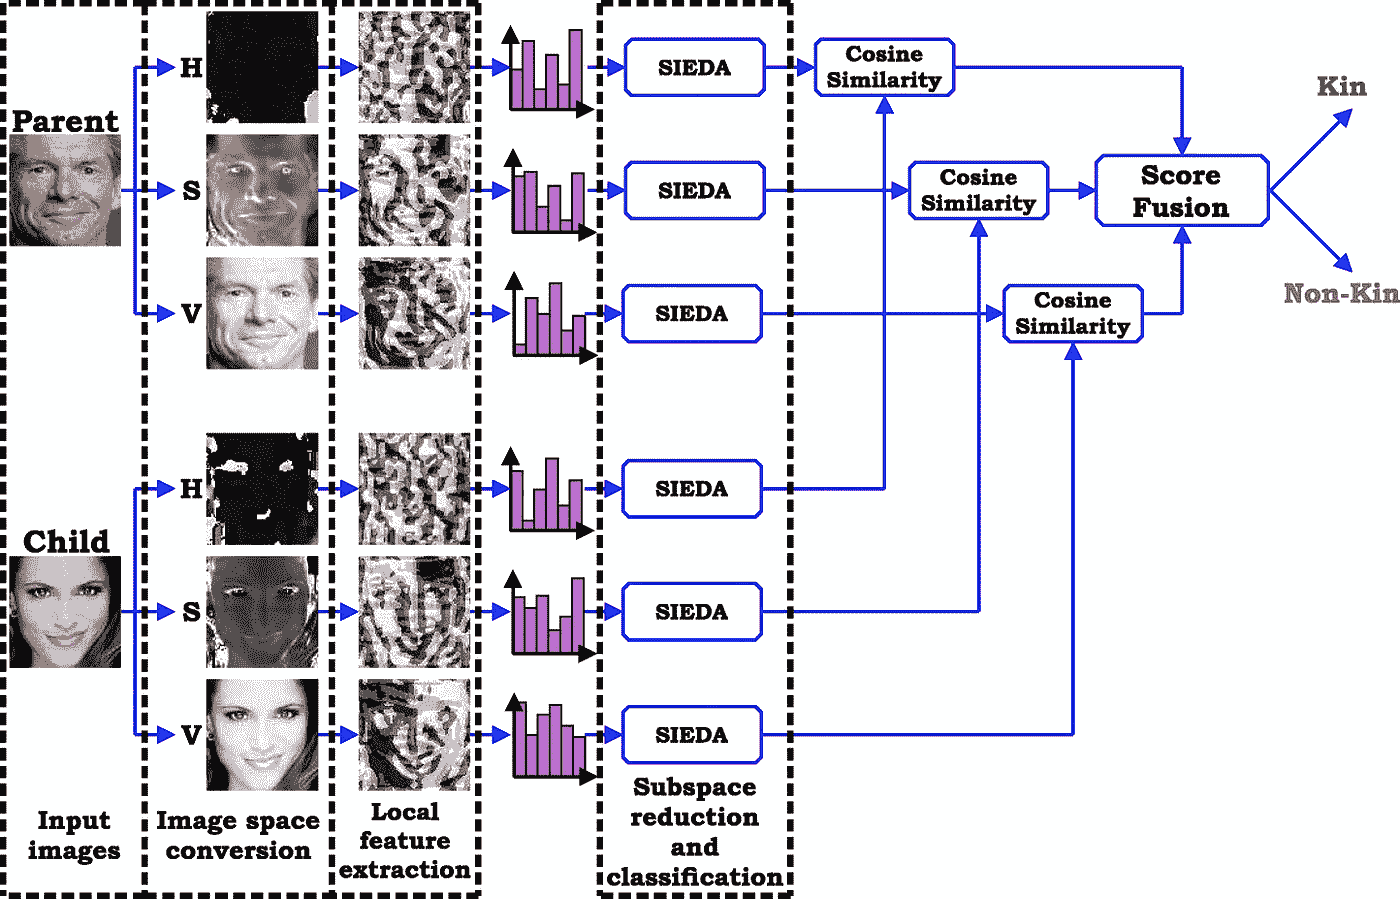 Parent
H
SIEDA
Cosine
Similarity
Kin
S
SIEDA
Cosine
Similarity
Score
Fusion
V
SIEDA
Cosine
Similarity
Non-Kin
Child
H
SIEDA
S
SIEDA
V
SIEDA
Input
images
Image space
conversion
Local
feature
extraction
Subspace
reduction
and
classification